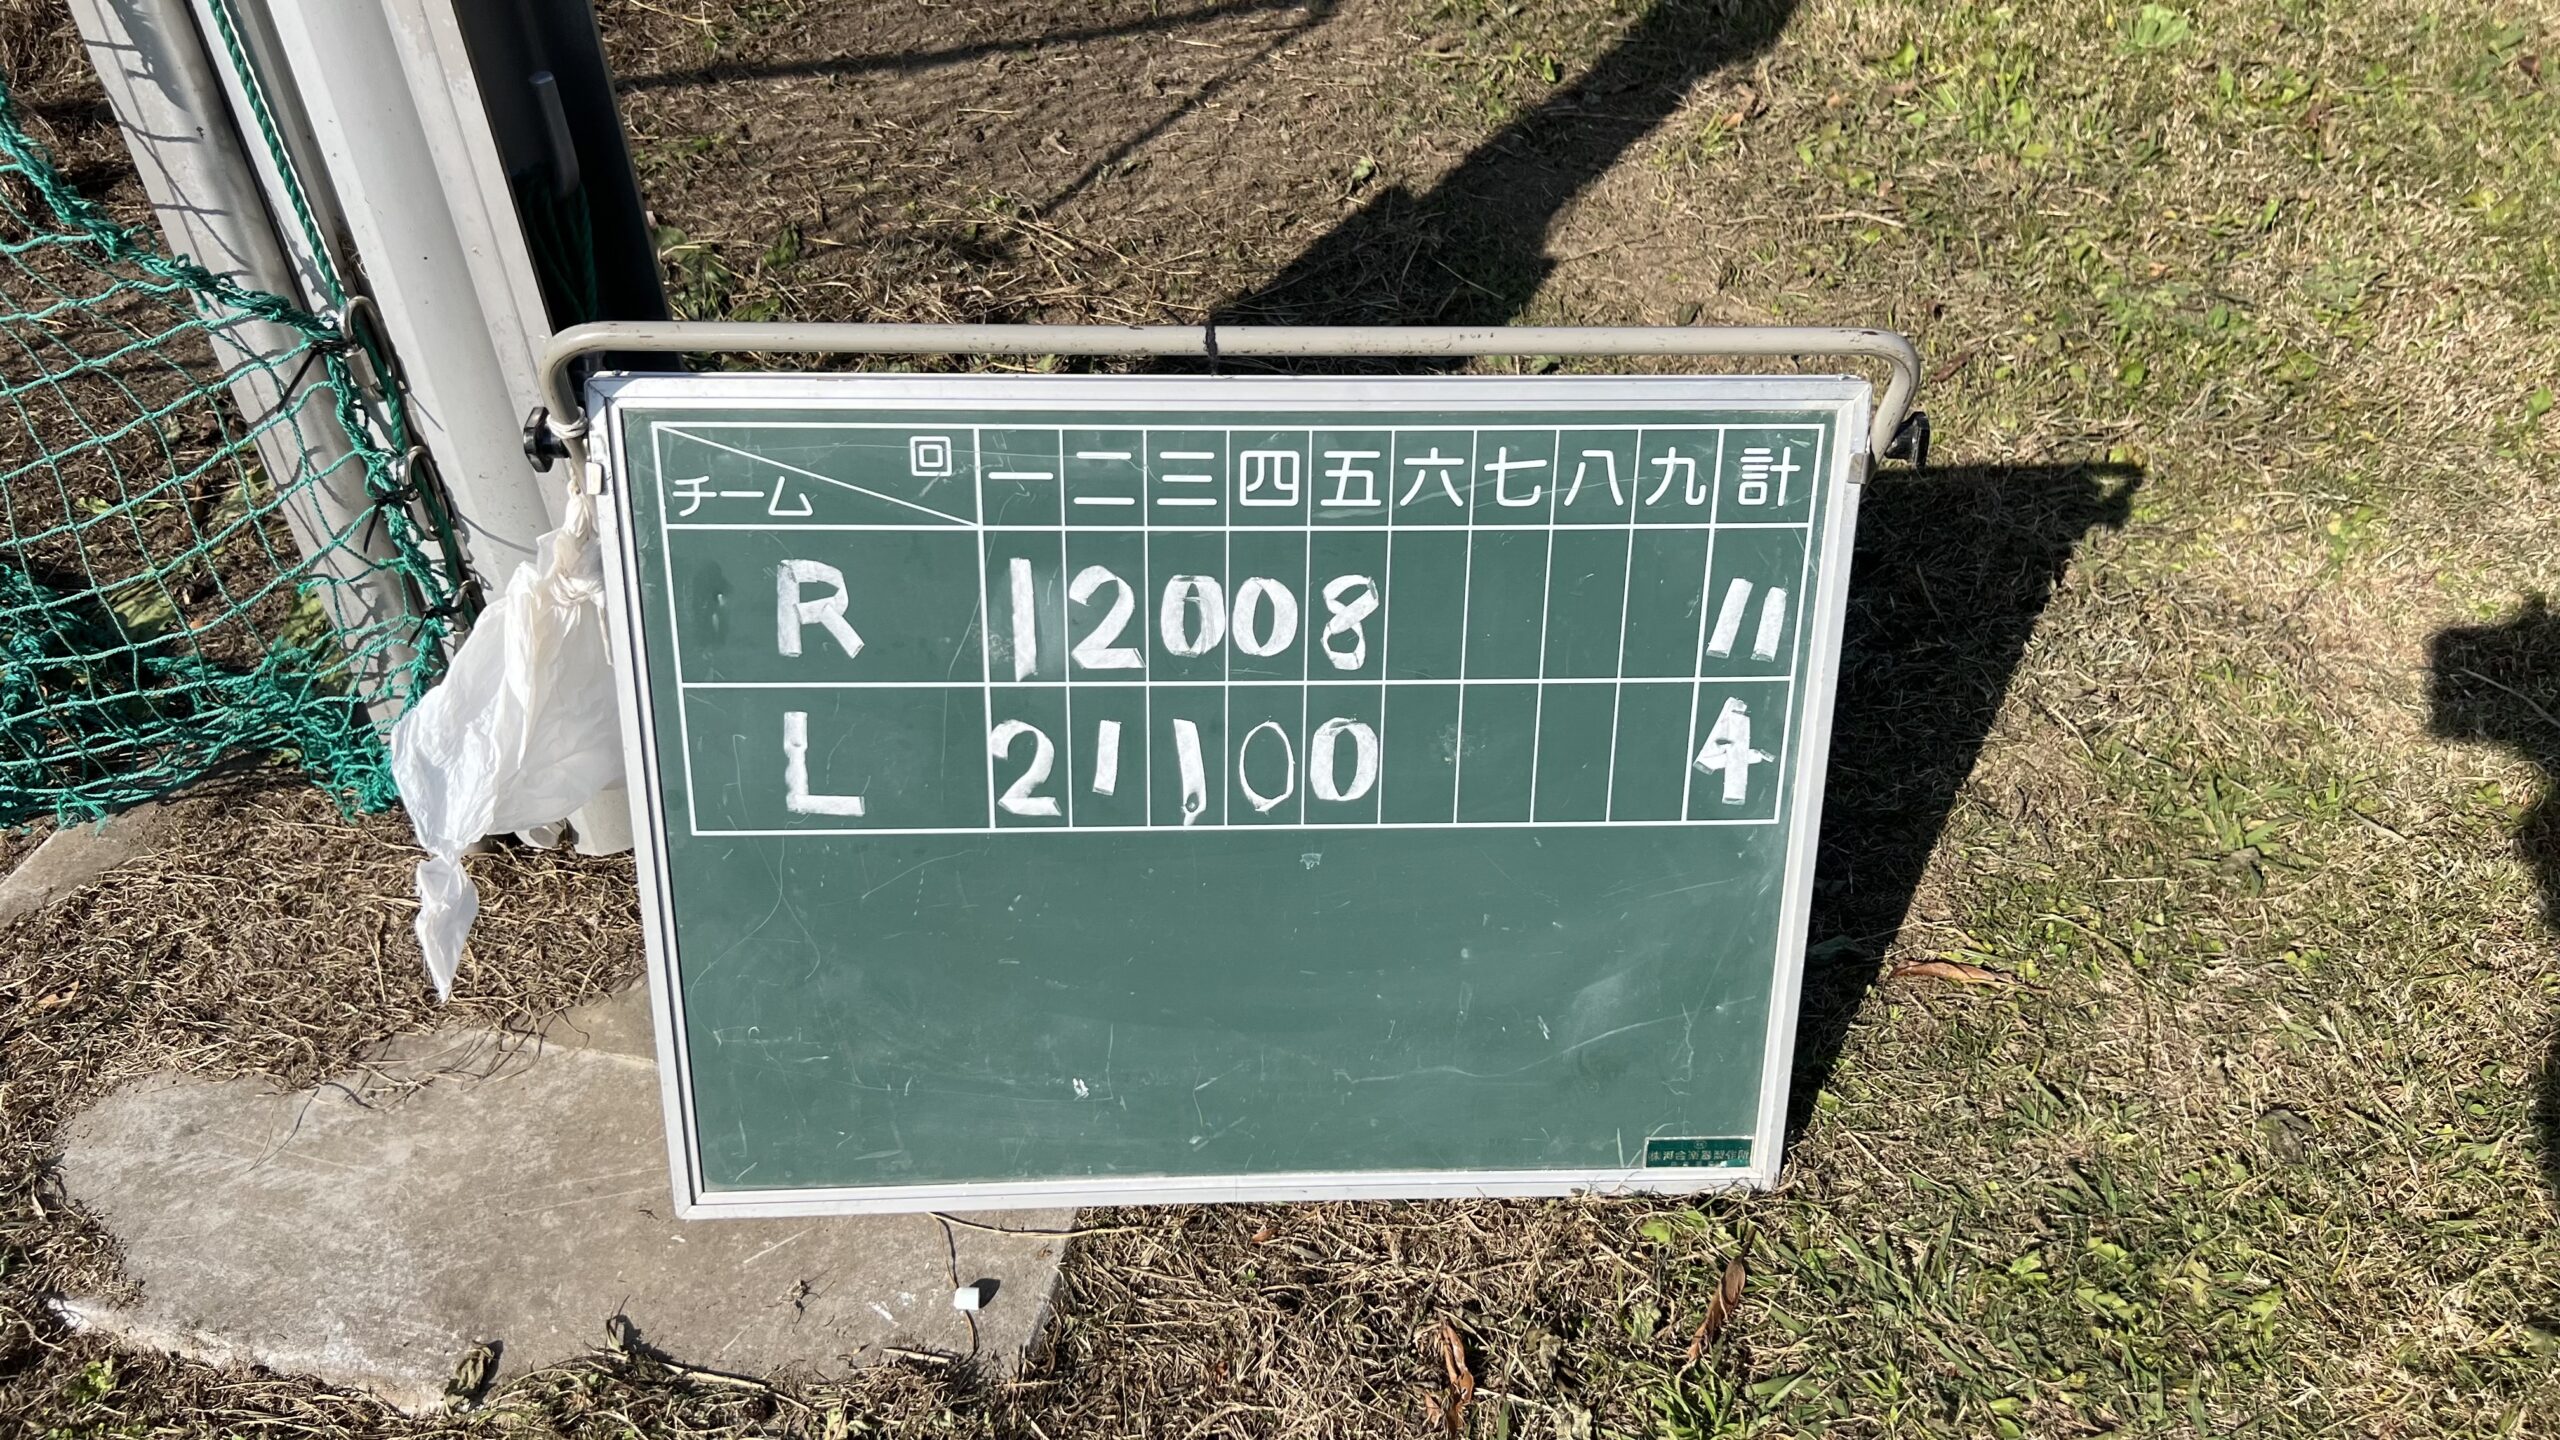 回 一 二 三 四 五 六 七 八 九 計
チーム
R 1 2 0 0 8 11
L 2 1 1 0 0 4